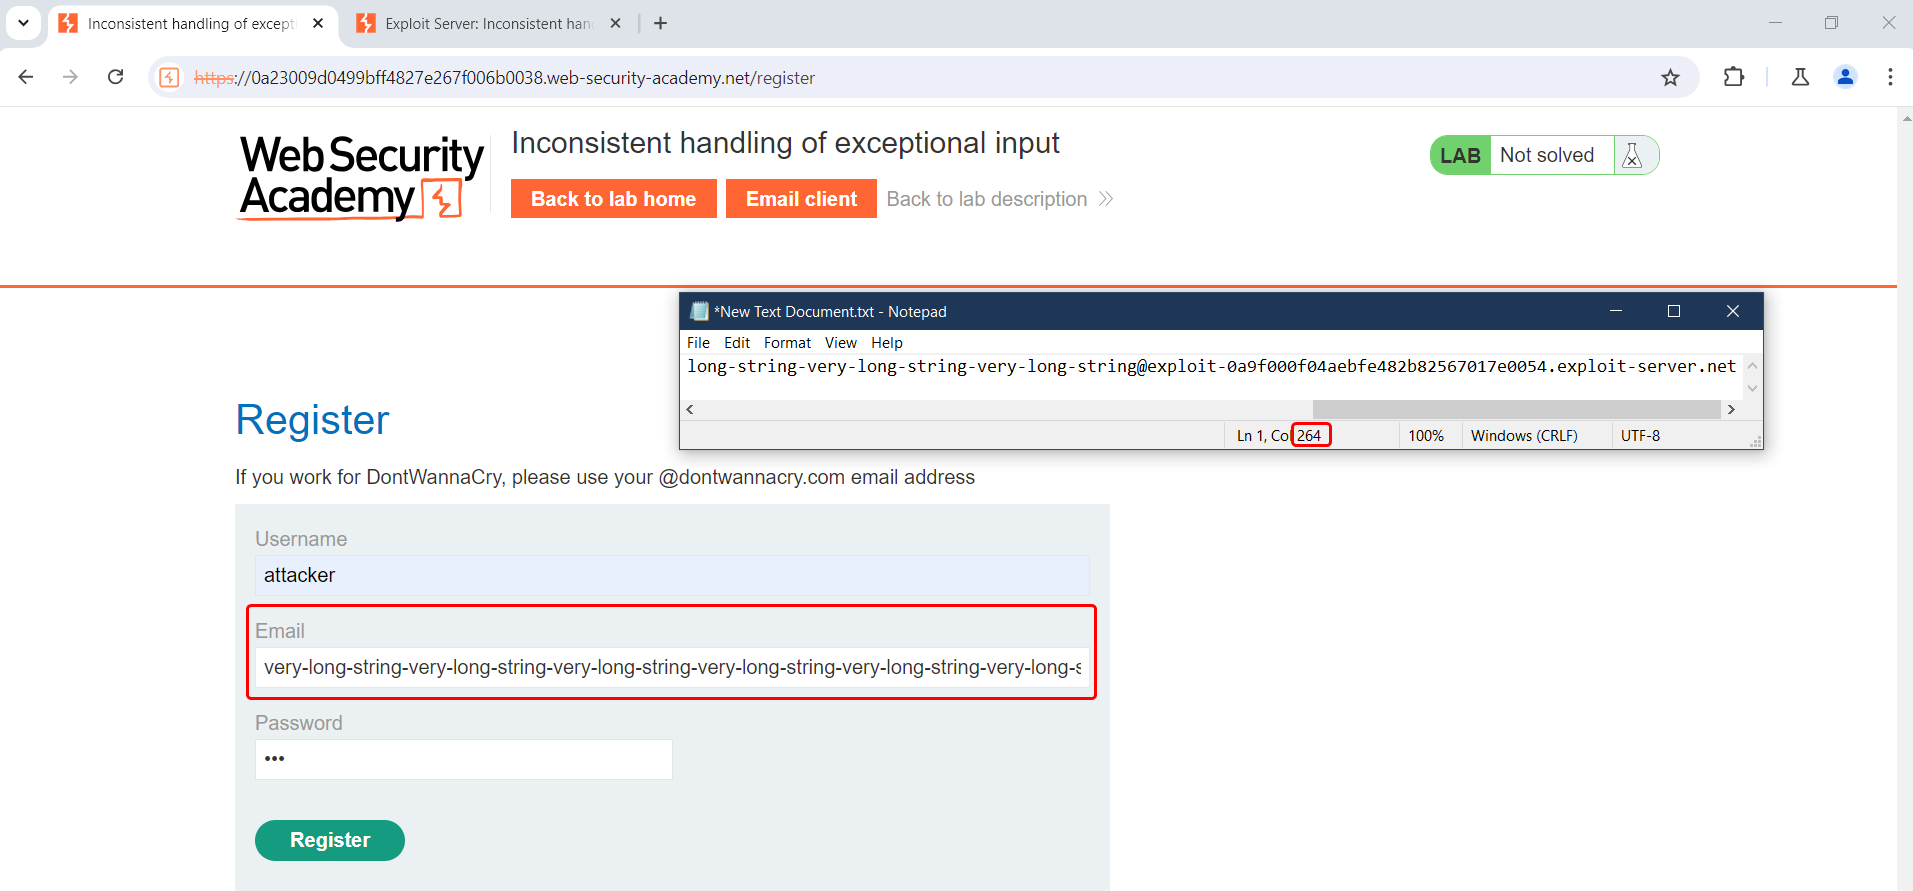 Inconsistent handling of except
Exploit Server: Inconsistent han
https://0a23009d0499bff4827e267f006b0038.web-security-academy.net/register
Web Security
Academy
Inconsistent handling of exceptional input
Back to lab home
Email client
Back to lab description
LAB
Not solved
*New Text Document.txt - Notepad
File Edit Format View Help
long-string-very-long-string-very-long-string@exploit-0a9f000f04aebfe482b82567017e0054.exploit-server.net
Ln 1, Col 264
100%
Windows (CRLF)
UTF-8
Register
If you work for DontWannaCry, please use your @dontwannacry.com email address
Username
attacker
Email
very-long-string-very-long-string-very-long-string-very-long-string-very-long-string-very-long-s
Password
•••
Register